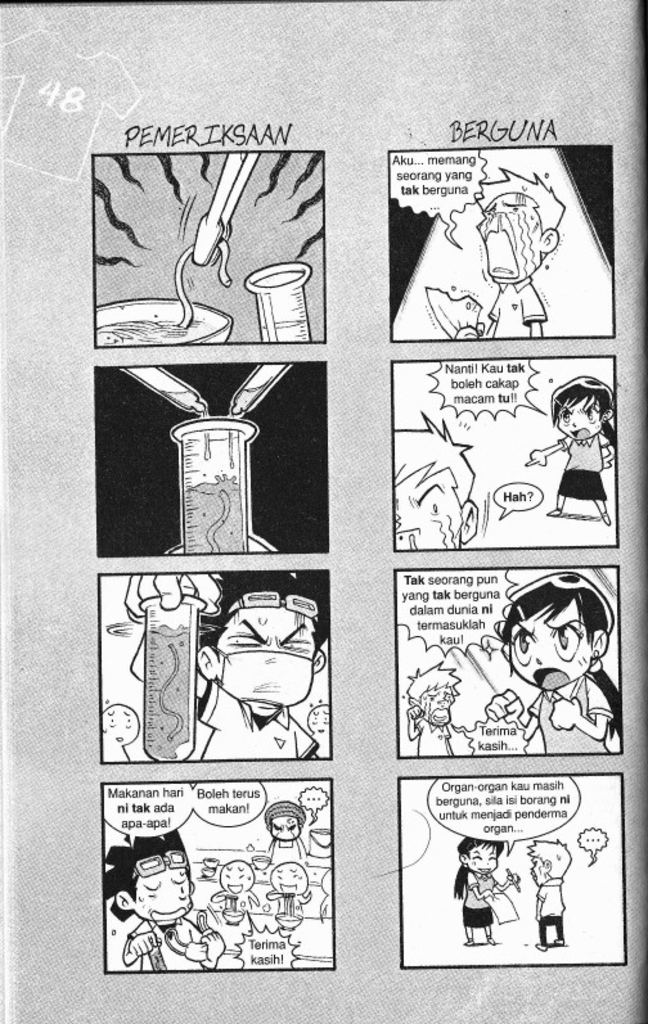 48
PEMERIKSAAN
Makanan hari
ni tak ada
apa-apa!
Boleh terus
makan!
...
Terima
kasih!
BERGUNA
Aku... memang
seorang yang
tak berguna
0%
Nanti! Kau tak
boleh cakap
macam tu!!
Hah?
Tak seorang pun
yang tak berguna
dalam dunia ni
termasuklah
kau!
Terima
kasih...
Organ-organ kau masih
berguna, sila isi borang ni
untuk menjadi penderma
organ...
...